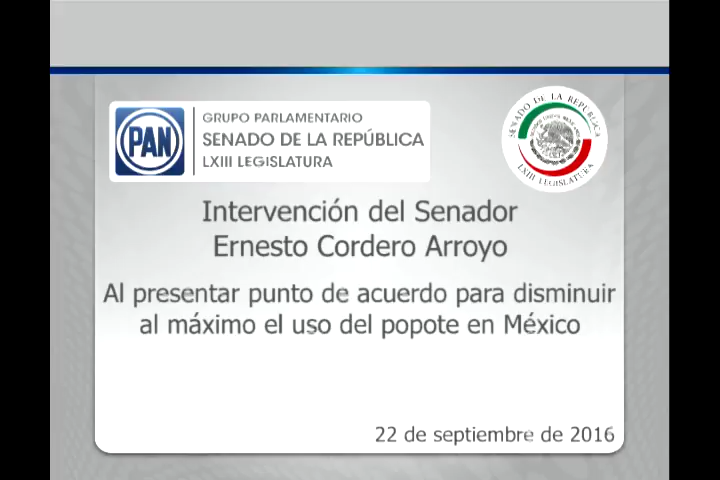 PAN
GRUPO PARLAMENTARIO
SENADO DE LA REPÚBLICA
LXIII LEGISLATURA
SENADO DE LA REPÚBLICA
LXIII LEGISLATURA
Intervención del Senador
Ernesto Cordero Arroyo
Al presentar punto de acuerdo para disminuir
al máximo el uso del popote en México
22 de septiembre de 2016